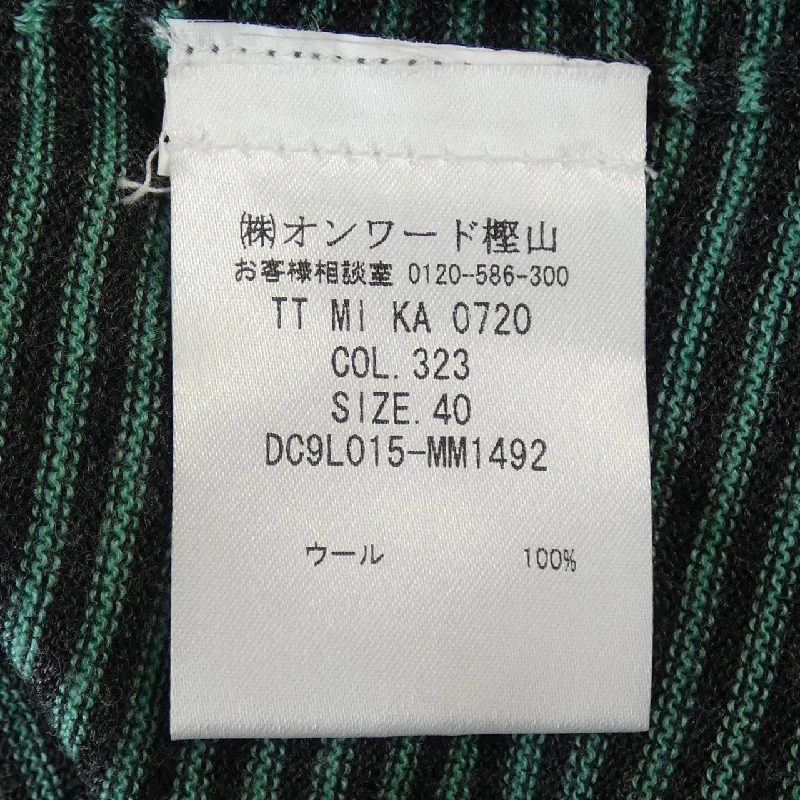 ㈱オンワード樫山
お客様相談室 0120-586-300
TT MI KA 0720
COL. 323
SIZE. 40
DC9L015-MM1492
ウール 100%